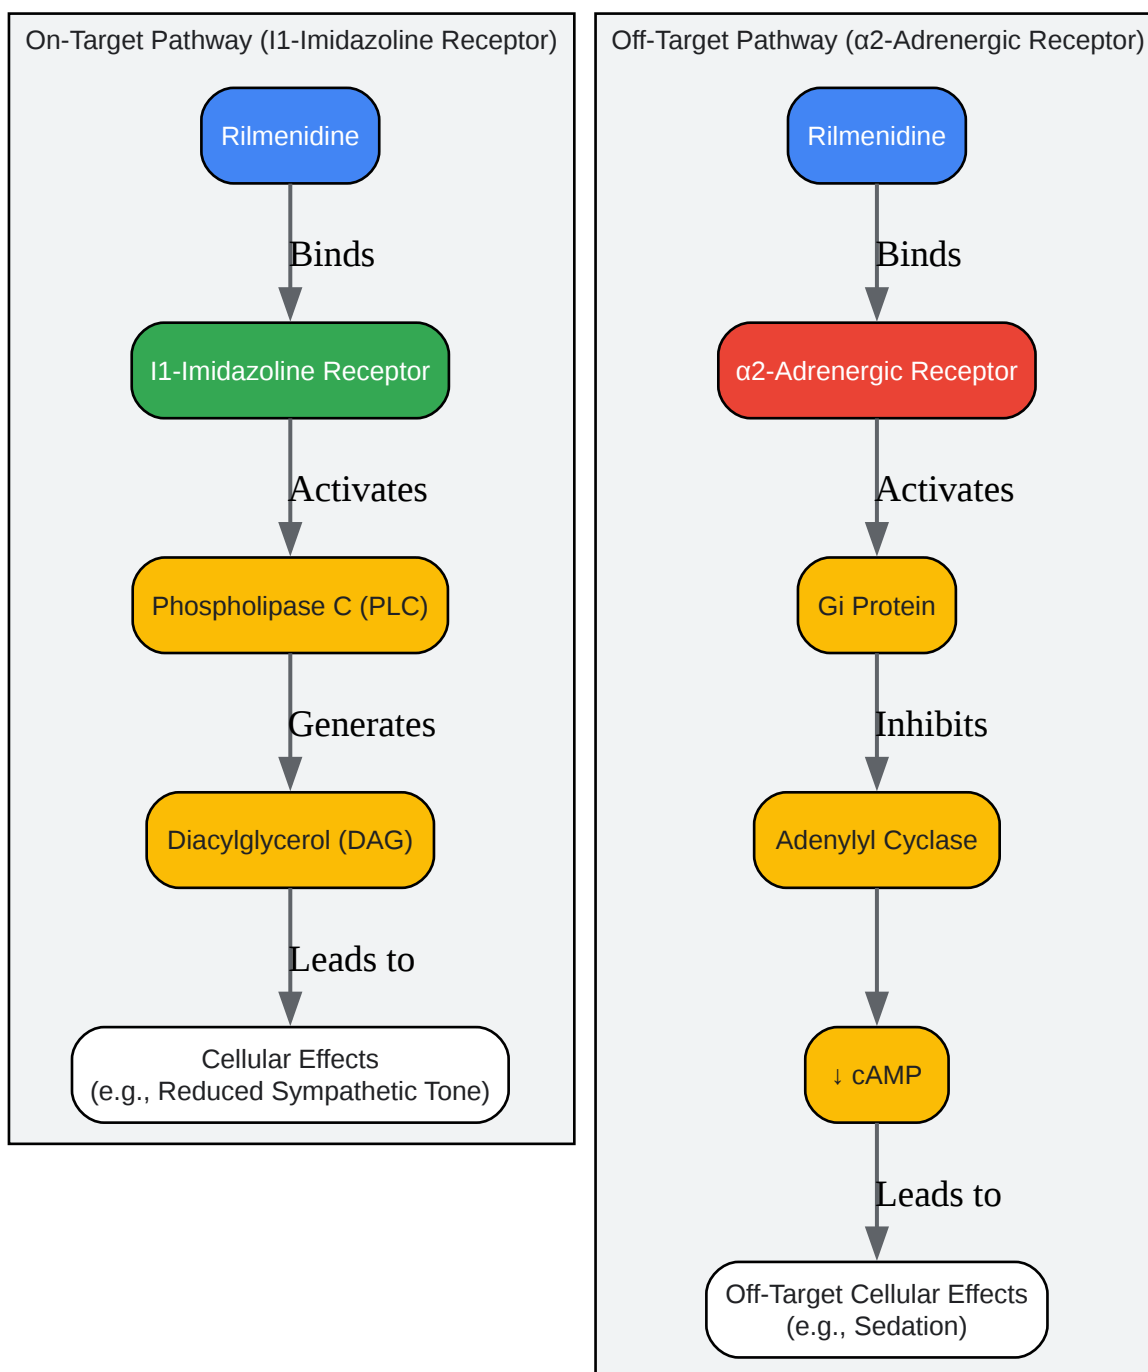 On-Target Pathway (I1-Imidazoline Receptor)
Rilmenidine
Binds
I1-Imidazoline Receptor
Activates
Phospholipase C (PLC)
Generates
Diacylglycerol (DAG)
Leads to
Cellular Effects
(e.g., Reduced Sympathetic Tone)
Off-Target Pathway (α2-Adrenergic Receptor)
Rilmenidine
Binds
α2-Adrenergic Receptor
Activates
Gi Protein
Inhibits
Adenylyl Cyclase
↓ cAMP
Leads to
Off-Target Cellular Effects
(e.g., Sedation)